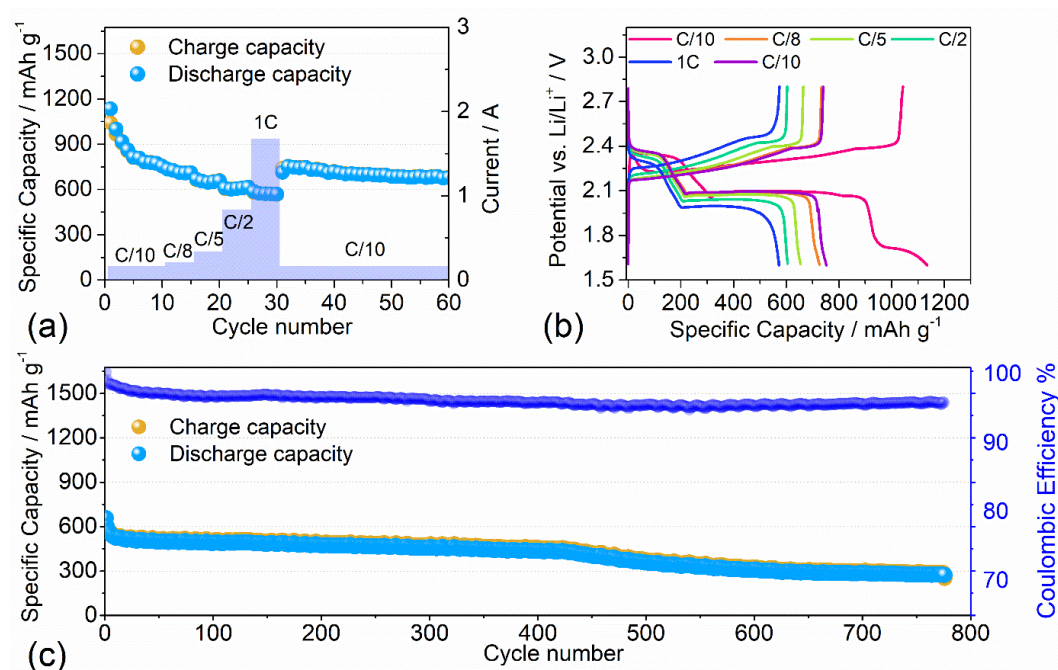 Charge capacity
Discharge capacity
1C
C/2
C/5
C/8
C/10
C/10
1500
1200
900
600
300
0
3
2
1
0
0 10 20 30 40 50 60
Specific Capacity / mAh g⁻¹
Current / A
Cycle number
(a)
C/10 C/8 C/5 C/2
1C C/10
3.0
2.7
2.4
2.1
1.8
1.5
0 200 400 600 800 1000 1200
Potential vs. Li/Li⁺ / V
Specific Capacity / mAh g⁻¹
(b)
Charge capacity
Discharge capacity
1500
1200
900
600
300
0
100
90
80
70
0 100 200 300 400 500 600 700 800
Specific Capacity / mAh g⁻¹
Coulombic Efficiency %
Cycle number
(c)